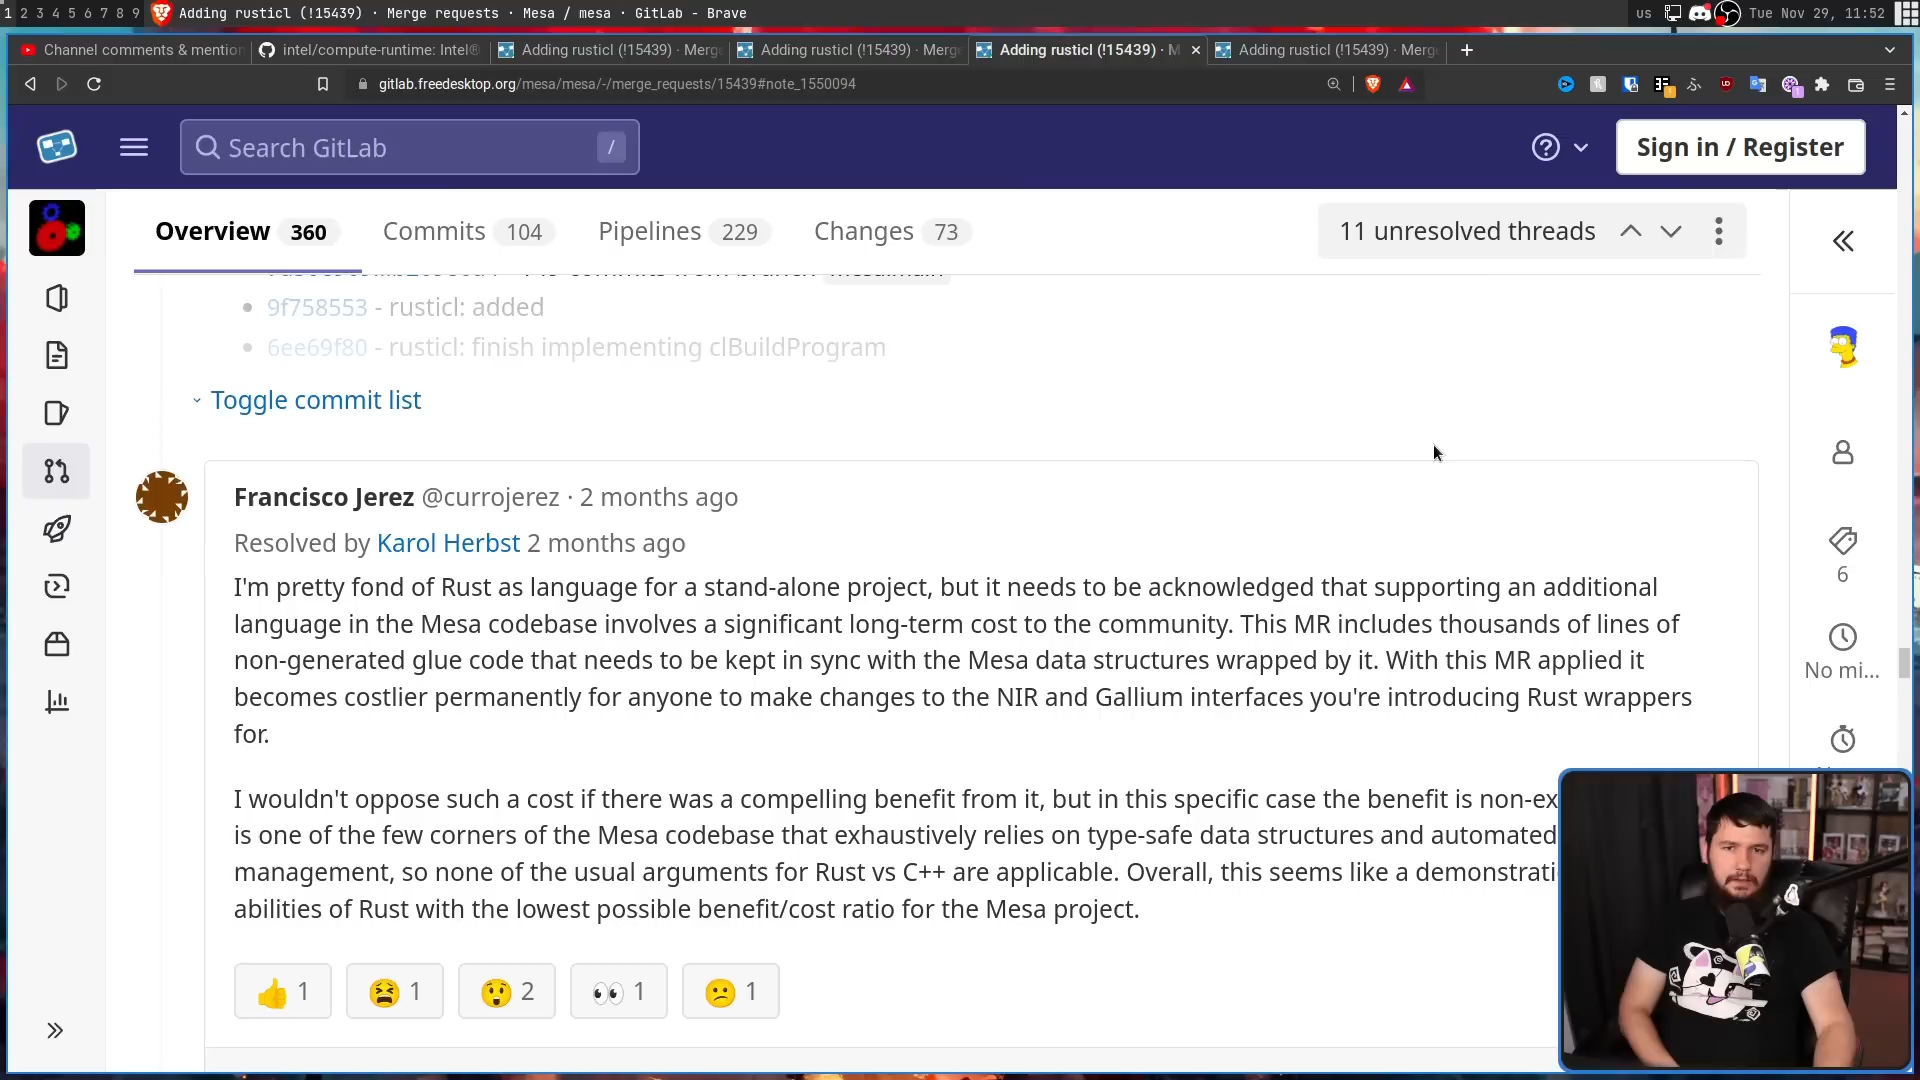 1 2 3 4 5 6 7 8 9 Adding rusticl (!15439) · Merge requests · Mesa / mesa · GitLab - Brave us Tue Nov 29, 11:52
Channel comments & mentio intel/compute-runtime: Intel® Adding rusticl (!15439) · Merge Adding rusticl (!15439) · Merge Adding rusticl (!15439) · M Adding rusticl (!15439) · Merge
gitlab.freedesktop.org/mesa/mesa/-/merge_requests/15439#note_1550094
Search GitLab / Sign in / Register
Overview 360 Commits 104 Pipelines 229 Changes 73 11 unresolved threads
9f758553 - rusticl: added
6ee69f80 - rusticl: finish implementing clBuildProgram
Toggle commit list
Francisco Jerez @currojerez · 2 months ago
Resolved by Karol Herbst 2 months ago
I'm pretty fond of Rust as language for a stand-alone project, but it needs to be acknowledged that supporting an additional
language in the Mesa codebase involves a significant long-term cost to the community. This MR includes thousands of lines of
non-generated glue code that needs to be kept in sync with the Mesa data structures wrapped by it. With this MR applied it
becomes costlier permanently for anyone to make changes to the NIR and Gallium interfaces you're introducing Rust wrappers
for.
I wouldn't oppose such a cost if there was a compelling benefit from it, but in this specific case the benefit is non-ex
is one of the few corners of the Mesa codebase that exhaustively relies on type-safe data structures and automated
management, so none of the usual arguments for Rust vs C++ are applicable. Overall, this seems like a demonstrati
abilities of Rust with the lowest possible benefit/cost ratio for the Mesa project.
1 1 2 1 1
6
No mi...